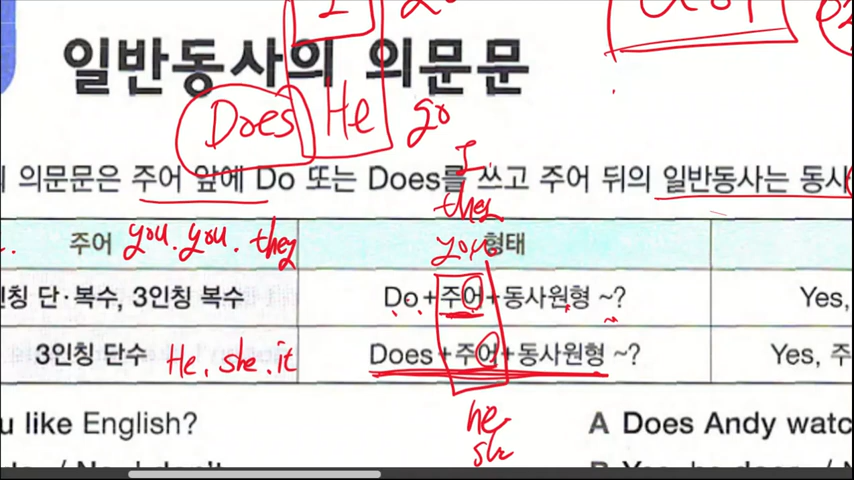 일반동사의 의문문
Does He go
의 의문문은 주어 앞에 Do 또는 Does를 쓰고 주어 뒤의 일반동사는 동사
I
they
you
주어 you. you. they 형태
인칭 단·복수, 3인칭 복수 Do+주어+동사원형 ~? Yes,
3인칭 단수 He. she. it Does+주어+동사원형 ~? Yes, 주
he
u like English? A Does Andy watc